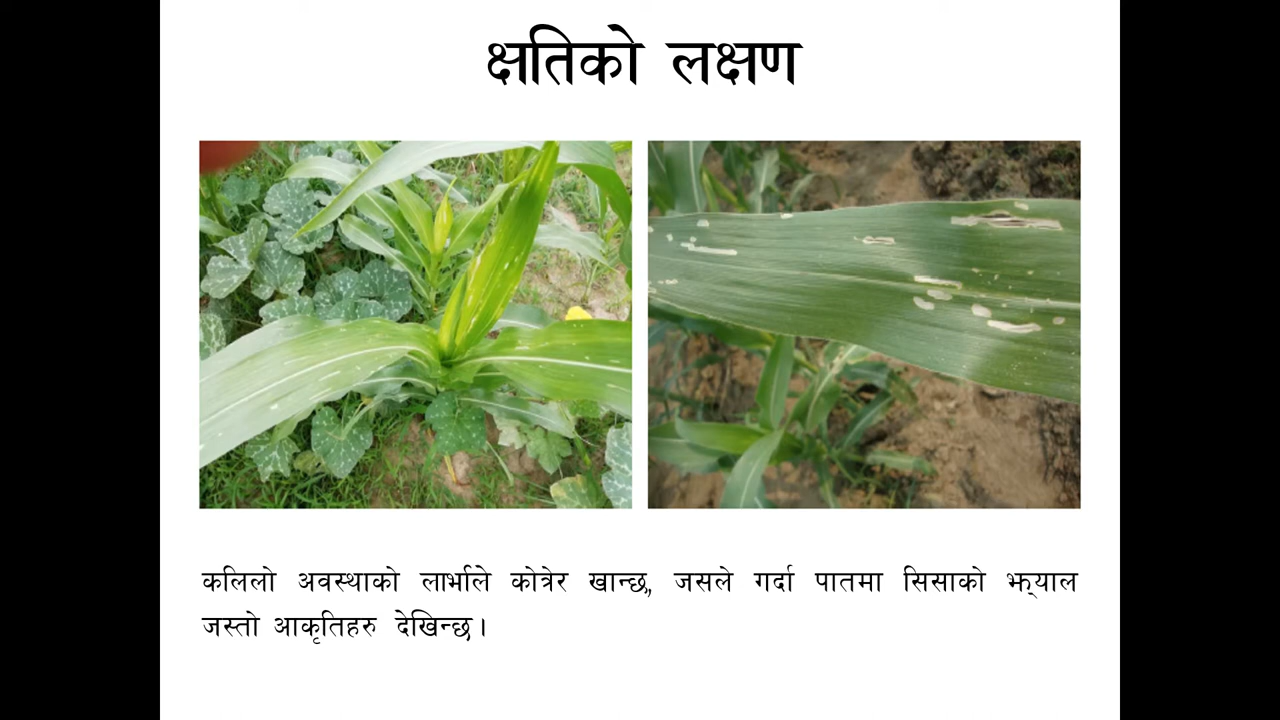 क्षतिको लक्षण
कलिलो अवस्थाको लार्भाले कोत्रेर खान्छ, जसले गर्दा पातमा सिसाको झ्याल
जस्तो आकृतिहरु देखिन्छ।